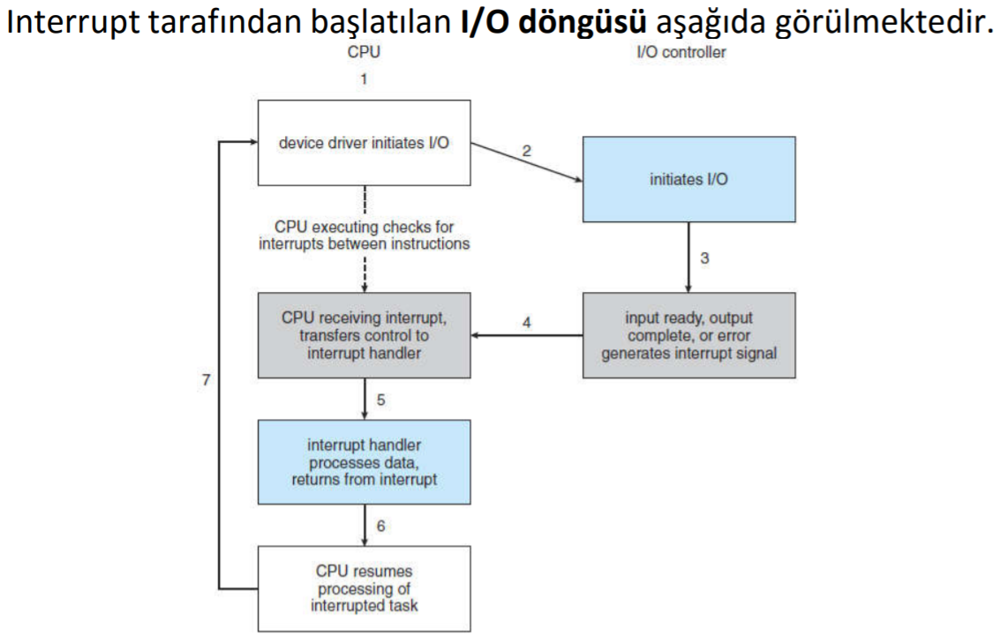 Interrupt tarafından başlatılan I/O döngüsü aşağıda görülmektedir.
CPU
I/O controller
1
device driver initiates I/O
2
initiates I/O
CPU executing checks for
interrupts between instructions
3
CPU receiving interrupt,
transfers control to
interrupt handler
4
input ready, output
complete, or error
generates interrupt signal
7
5
interrupt handler
processes data,
returns from interrupt
6
CPU resumes
processing of
interrupted task